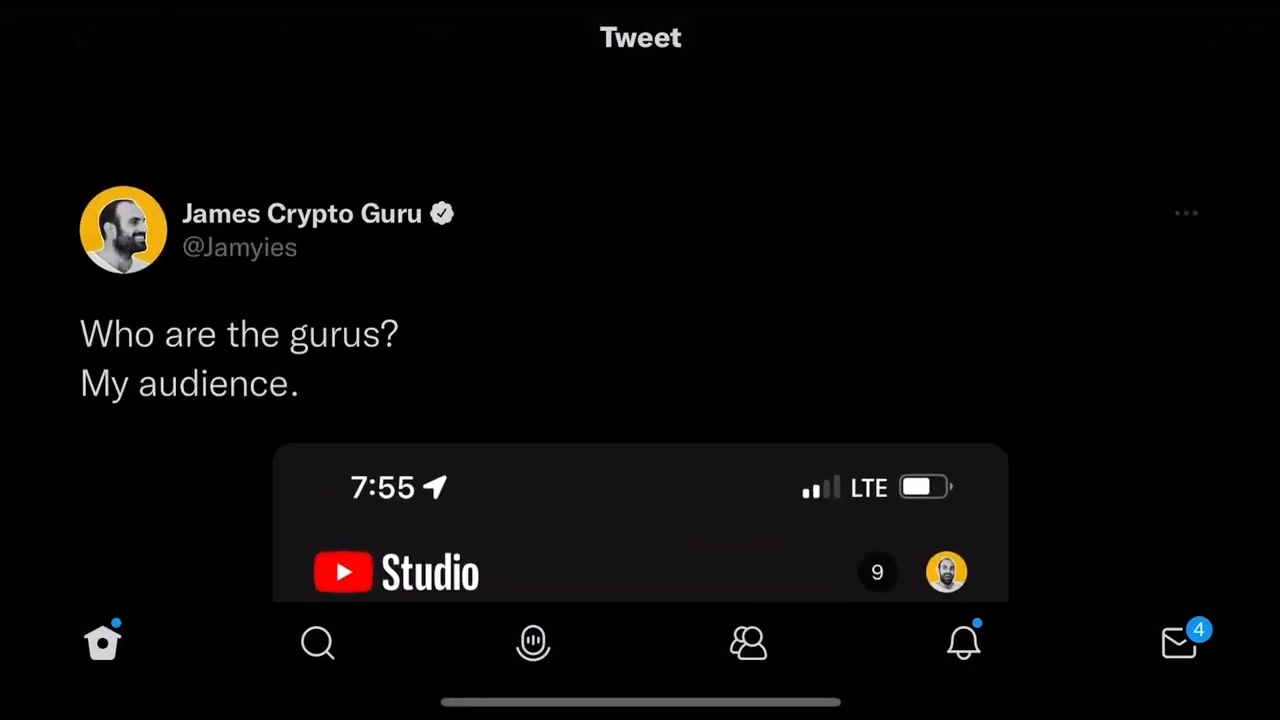 Tweet
James Crypto Guru
@Jamyies
Who are the gurus?
My audience.
7:55
LTE
Studio
9
4